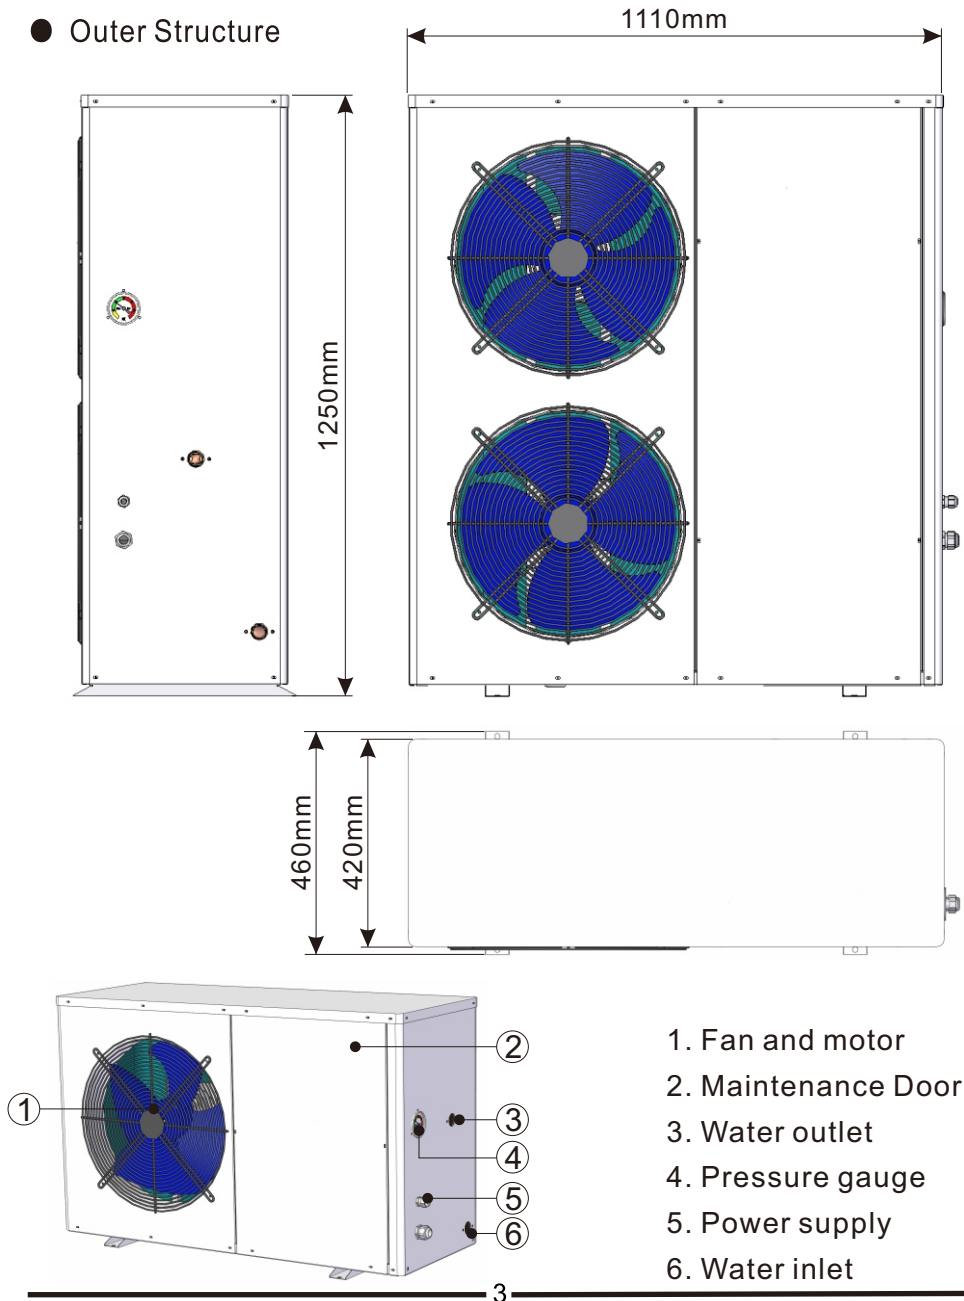 ● Outer Structure
1110mm
1250mm
460mm
420mm
1
2
3
4
5
6
1. Fan and motor
2. Maintenance Door
3. Water outlet
4. Pressure gauge
5. Power supply
6. Water inlet
3